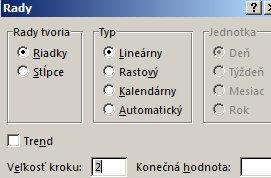 Rady
Rady tvoria
Riadky
Stĺpce
Typ
Lineárny
Rastový
Kalendárny
Automatický
Jednotka
Deň
Týždeň
Mesiac
Rok
Trend
Veľkosť kroku: 2
Konečná hodnota: